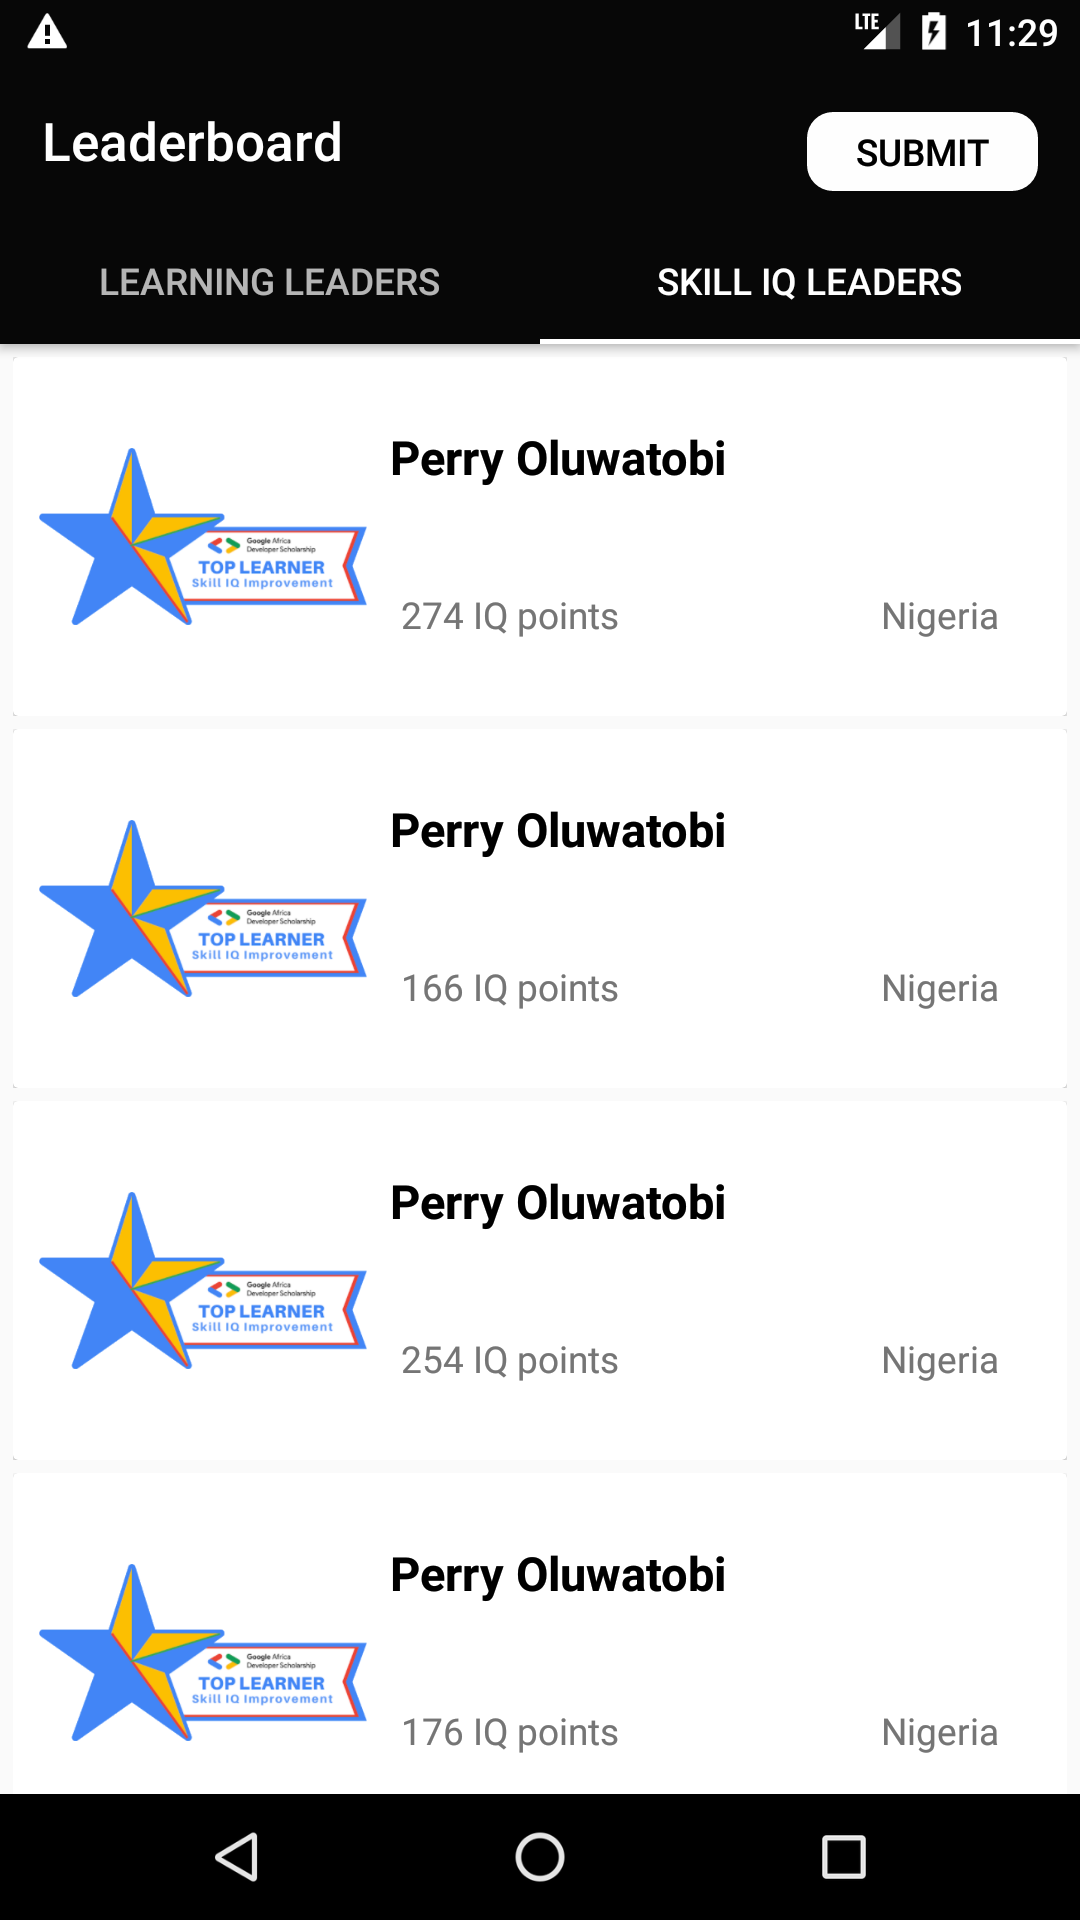 LTE 11:29
Leaderboard
SUBMIT
LEARNING LEADERS
SKILL IQ LEADERS
Perry Oluwatobi
Google Africa
Developer Scholarship
TOP LEARNER
Skill IQ Improvement
274 IQ points
Nigeria
Perry Oluwatobi
Google Africa
Developer Scholarship
TOP LEARNER
Skill IQ Improvement
166 IQ points
Nigeria
Perry Oluwatobi
Google Africa
Developer Scholarship
TOP LEARNER
Skill IQ Improvement
254 IQ points
Nigeria
Perry Oluwatobi
Google Africa
Developer Scholarship
TOP LEARNER
Skill IQ Improvement
176 IQ points
Nigeria